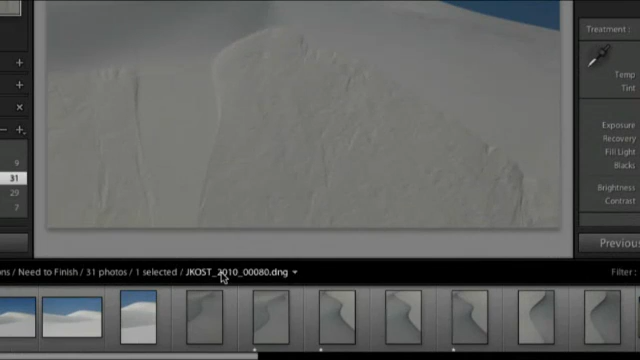 Treatment :
Temp
Tint
Exposure
Recovery
Fill Light
Blacks
Brightness
Contrast
9
31
29
7
Previous
ons / Need to Finish / 31 photos / 1 selected / JKOST_2010_00080.dng
Filter :